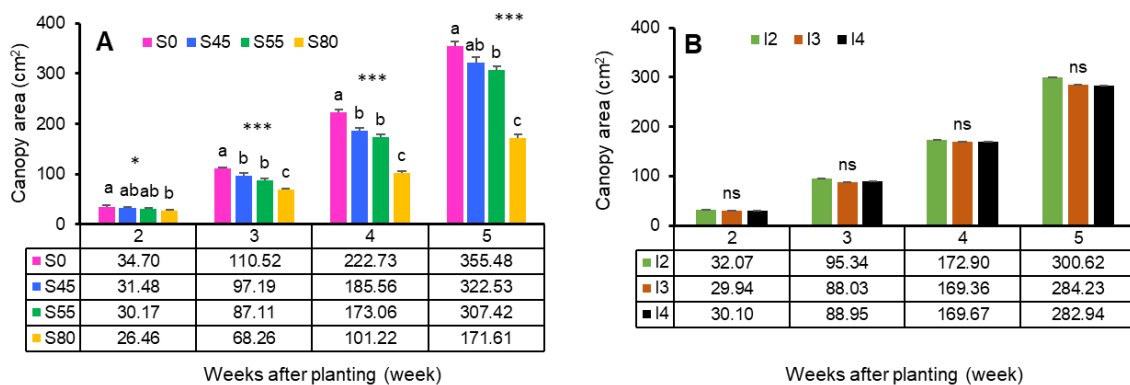 A
S0 S45 S55 S80
Canopy area (cm2)
400
300
200
100
0
*
a ab ab b
***
a b b c
***
a b b c
***
a ab b c
2 3 4 5
S0 34.70 110.52 222.73 355.48
S45 31.48 97.19 185.56 322.53
S55 30.17 87.11 173.06 307.42
S80 26.46 68.26 101.22 171.61
Weeks after planting (week)
B
I2 I3 I4
Canopy area (cm2)
400
300
200
100
0
ns ns ns ns
2 3 4 5
I2 32.07 95.34 172.90 300.62
I3 29.94 88.03 169.36 284.23
I4 30.10 88.95 169.67 282.94
Weeks after planting (week)